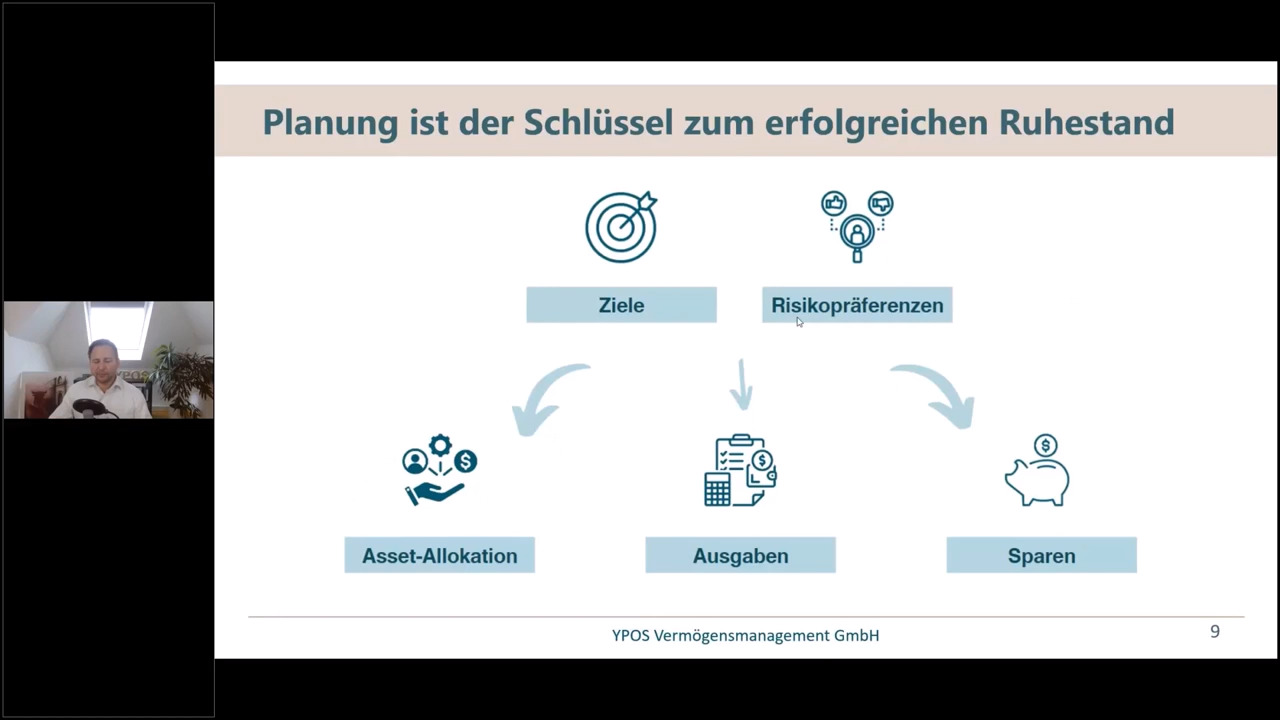 Planung ist der Schlüssel zum erfolgreichen Ruhestand
Ziele
Risikopräferenzen
Asset-Allokation
Ausgaben
Sparen
YPOS Vermögensmanagement GmbH
9